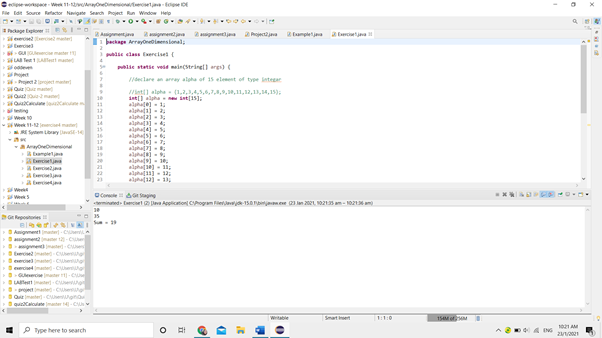 eclipse-workspace - Week 11-12/src/ArrayOneDimensional/Exercise1.java - Eclipse IDE
File Edit Source Refactor Navigate Search Project Run Window Help
Package Explorer
Assignment.java
assignment2.java
assignment3.java
Project2.java
Example1.java
Exercise1.java
exercise2 [Exercise2 master]
Exercise3
GUI [GUIexercise master 11]
LAB Test 1 [LABTest1 master]
oddeven
Project
Project 2 [project master]
Quiz [Quiz master]
Quiz2 [Quiz-2 master]
Quiz2Calculate [quiz2Calculate m
testing
Week 10
Week 11-12 [exercise4 master]
JRE System Library [JavaSE-14]
src
ArrayOneDimensional
Example1.java
Exercise1.java
Exercise2.java
Exercise3.java
Exercise4.java
Week4
Week 5
1 package ArrayOneDimensional;
2
3 public class Exercise1 {
4
5 public static void main(String[] args) {
6
7 //declare an array alpha of 15 element of type integar
8
9 //int[] alpha = {1,2,3,4,5,6,7,8,9,10,11,12,13,14,15};
10 int[] alpha = new int[15];
11 alpha[0] = 1;
12 alpha[1] = 2;
13 alpha[2] = 3;
14 alpha[3] = 4;
15 alpha[4] = 5;
16 alpha[5] = 6;
17 alpha[6] = 7;
18 alpha[7] = 8;
19 alpha[8] = 9;
20 alpha[9] = 10;
21 alpha[10] = 11;
22 alpha[11] = 12;
23 alpha[12] = 13;
Git Repositories
Assignment1 [master] - C:\Users\
assignment2 [master 12] - C:\Use
assignment3 [master] - C:\User
Exercise2 [master] - C:\Users\U
exercise3 [master] - C:\Users\U
exercise4 [master] - C:\Users\U
GUIexercise [master 11] - C:\Use
LABTest1 [master] - C:\Users\U
project [master] - C:\Users\U
Quiz [master] - C:\Users\U
quiz2Calculate [master 14] - C:\Us
Console
Git Staging
<terminated> Exercise1 (2) [Java Application] C:\Program Files\Java\jdk-15.0.1\bin\javaw.exe (23 Jan 2021, 10:21:35 am – 10:21:36 am)
10
35
Sum = 19
Writable
Smart Insert
1 : 1 : 0
154M of 256M
Type here to search
ENG
10:21 AM
23/1/2021